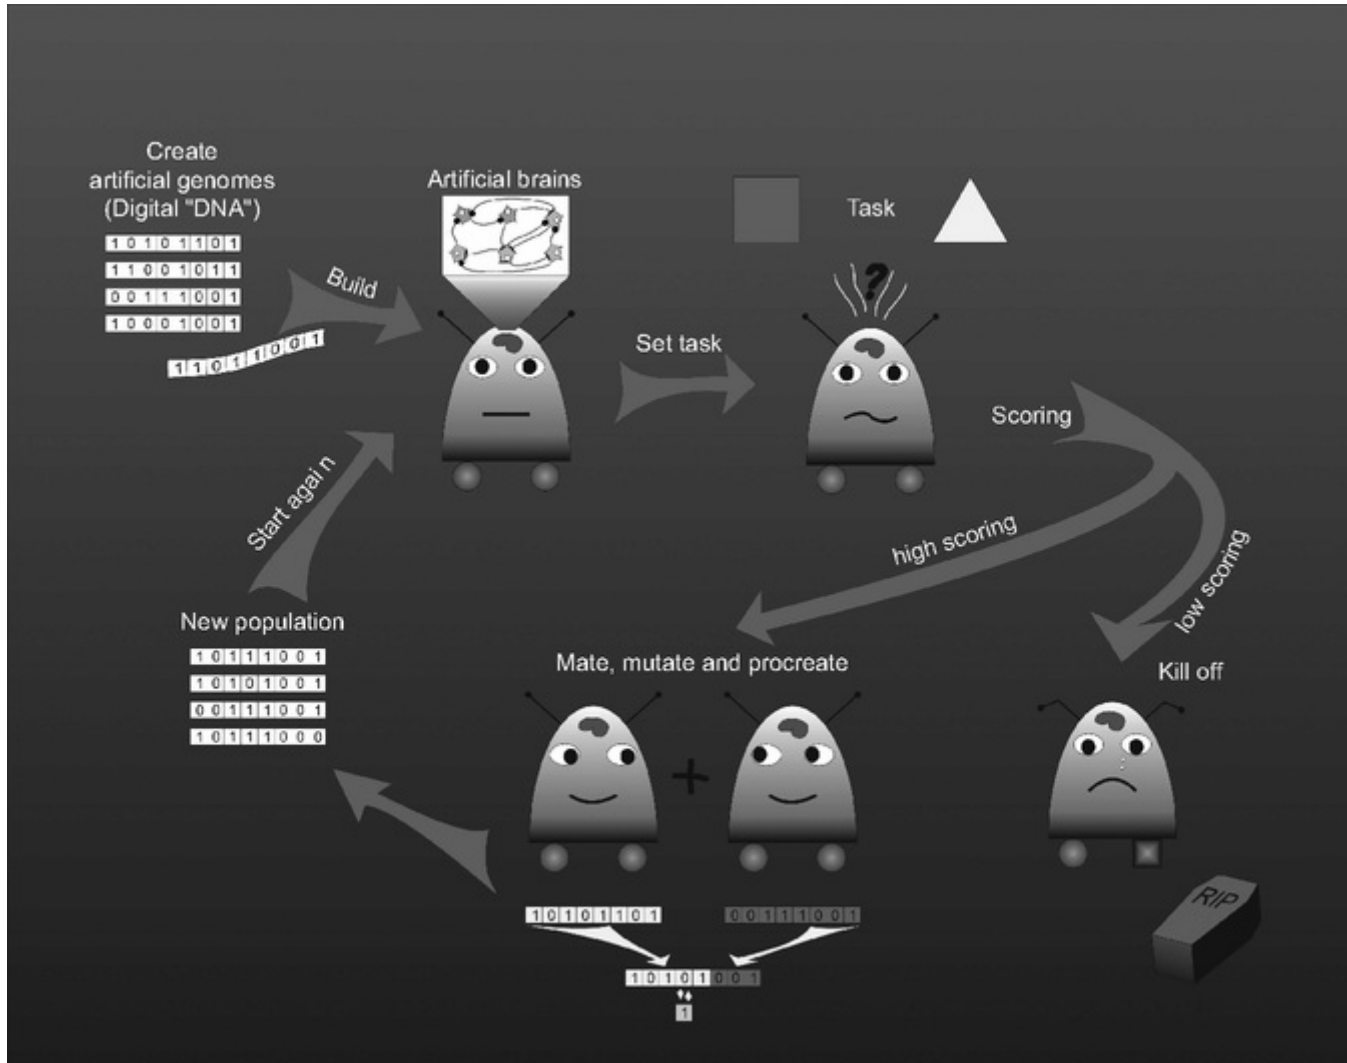 Create
artificial genomes
(Digital "DNA")
1 0 1 0 1 1 0 1
1 1 0 0 1 0 1 1
0 0 1 1 1 0 0 1
1 0 0 0 1 0 0 1
1 1 0 1 1 0 0 1
Build
Artificial brains
Set task
Task
?
Scoring
high scoring
low scoring
Kill off
RIP
Mate, mutate and procreate
+
1 0 1 0 1 1 0 1
0 0 1 1 1 0 0 1
1 0 1 0 1 0 0 1
1
New population
1 0 1 1 1 0 0 1
1 0 1 0 1 0 0 1
0 0 1 1 1 0 0 1
1 0 1 1 1 0 0 0
Start again